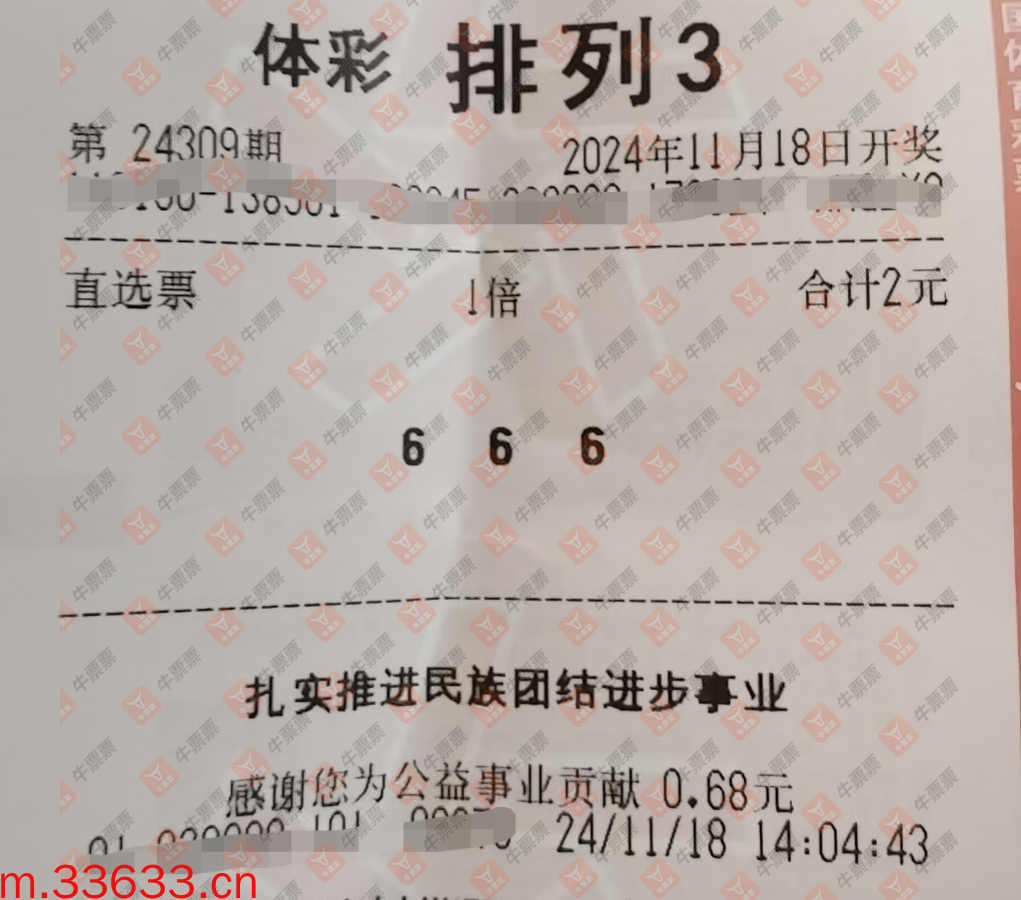 体彩 排列3
第 24309期 2024年11月18日开奖
直选票 1倍 合计2元
6 6 6
扎实推进民族团结进步事业
感谢您为公益事业贡献 0.68元
24/11/18 14:04:43
m.33633.cn
牛票票